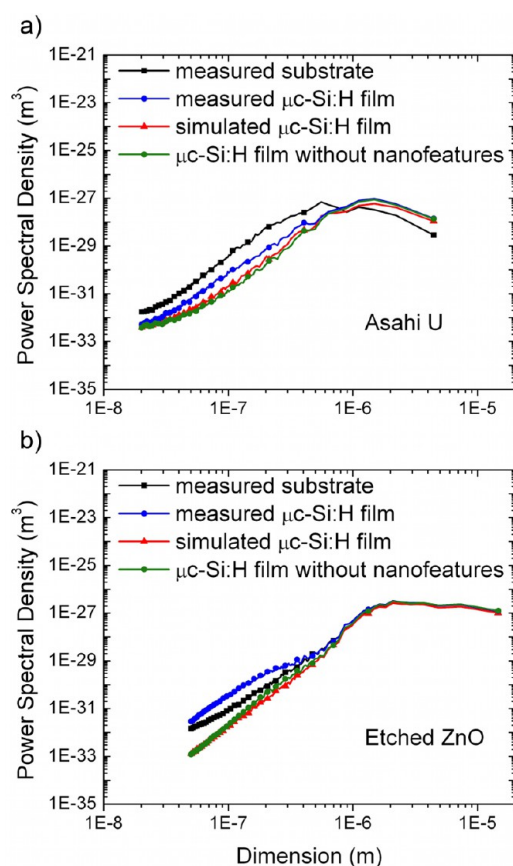 a)
1E-21
1E-23
1E-25
1E-27
1E-29
1E-31
1E-33
1E-35
Power Spectral Density (m³)
measured substrate
measured μc-Si:H film
simulated μc-Si:H film
μc-Si:H film without nanofeatures
Asahi U
1E-8 1E-7 1E-6 1E-5
b)
1E-21
1E-23
1E-25
1E-27
1E-29
1E-31
1E-33
1E-35
Power Spectral Density (m³)
measured substrate
measured μc-Si:H film
simulated μc-Si:H film
μc-Si:H film without nanofeatures
Etched ZnO
1E-8 1E-7 1E-6 1E-5
Dimension (m)